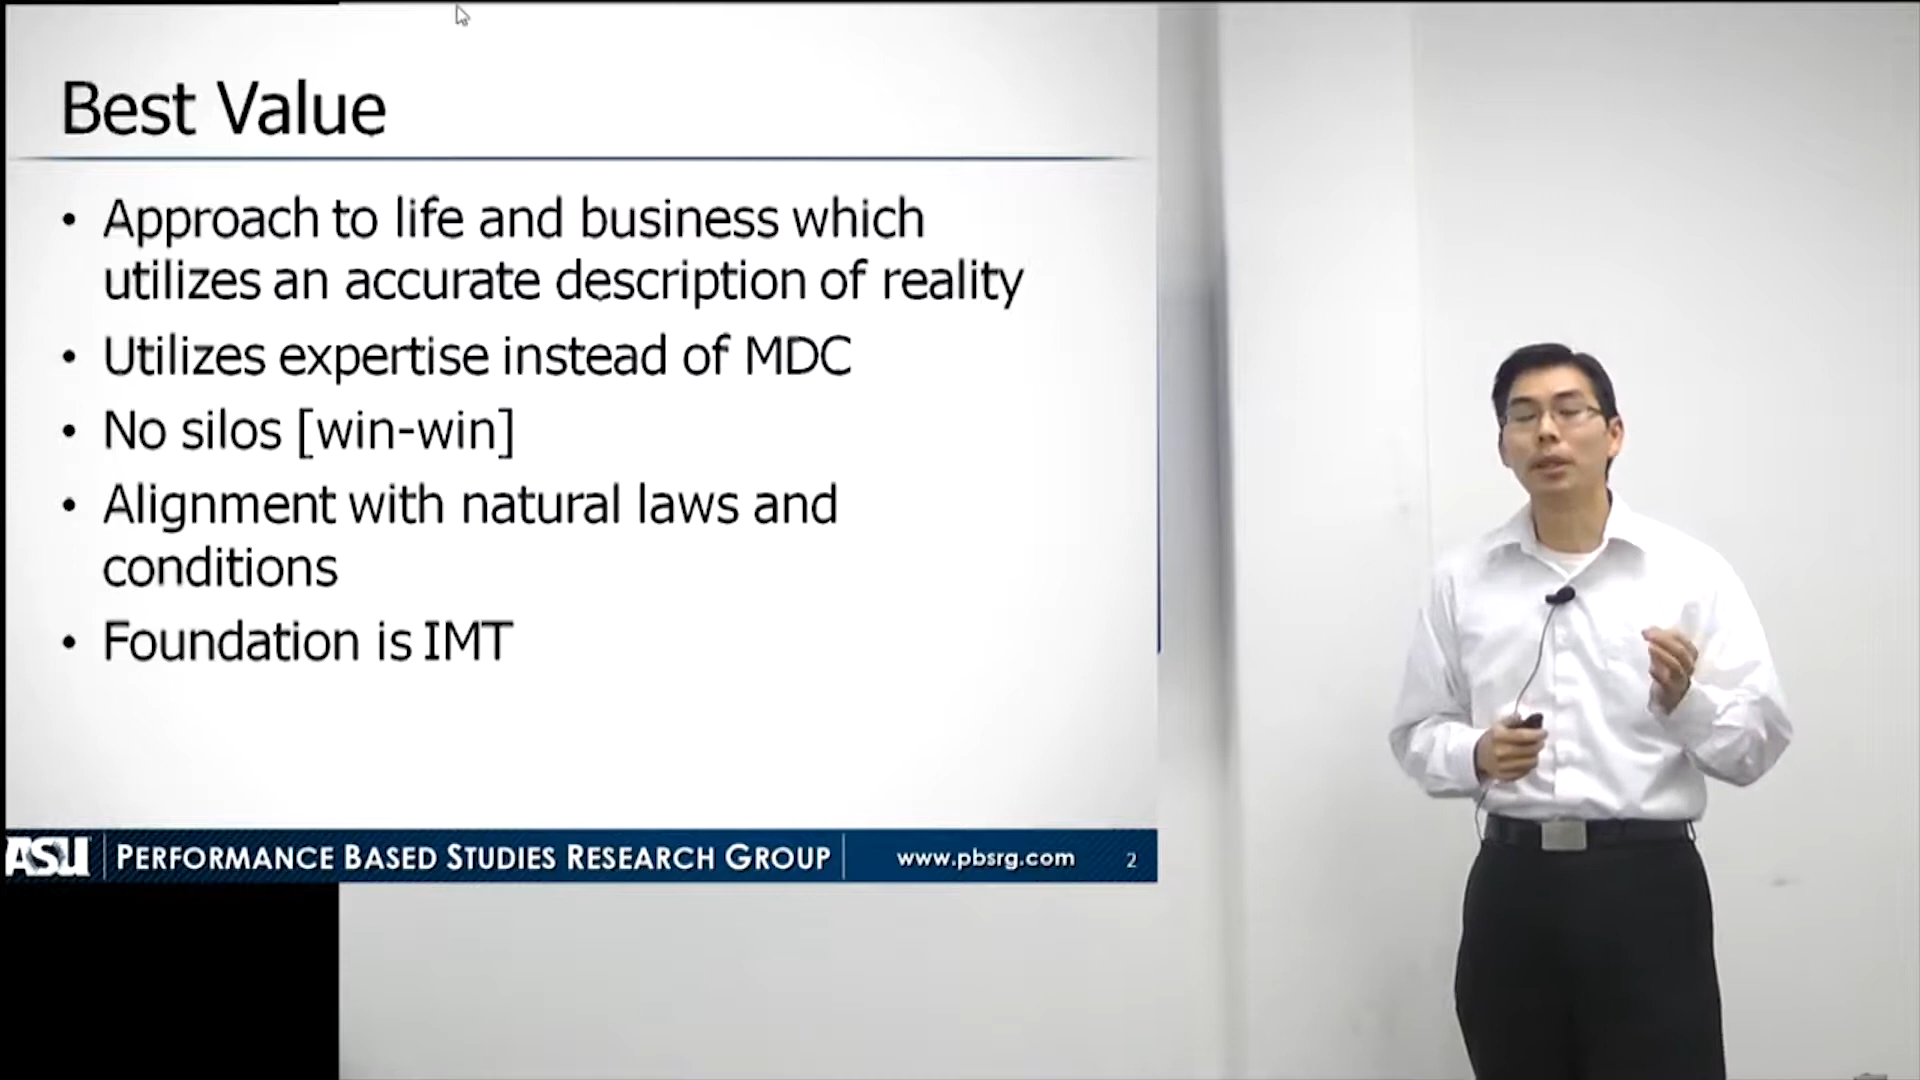 Best Value
• Approach to life and business which
utilizes an accurate description of reality
• Utilizes expertise instead of MDC
• No silos [win-win]
• Alignment with natural laws and
conditions
• Foundation is IMT
ASU PERFORMANCE BASED STUDIES RESEARCH GROUP www.pbsrg.com 2